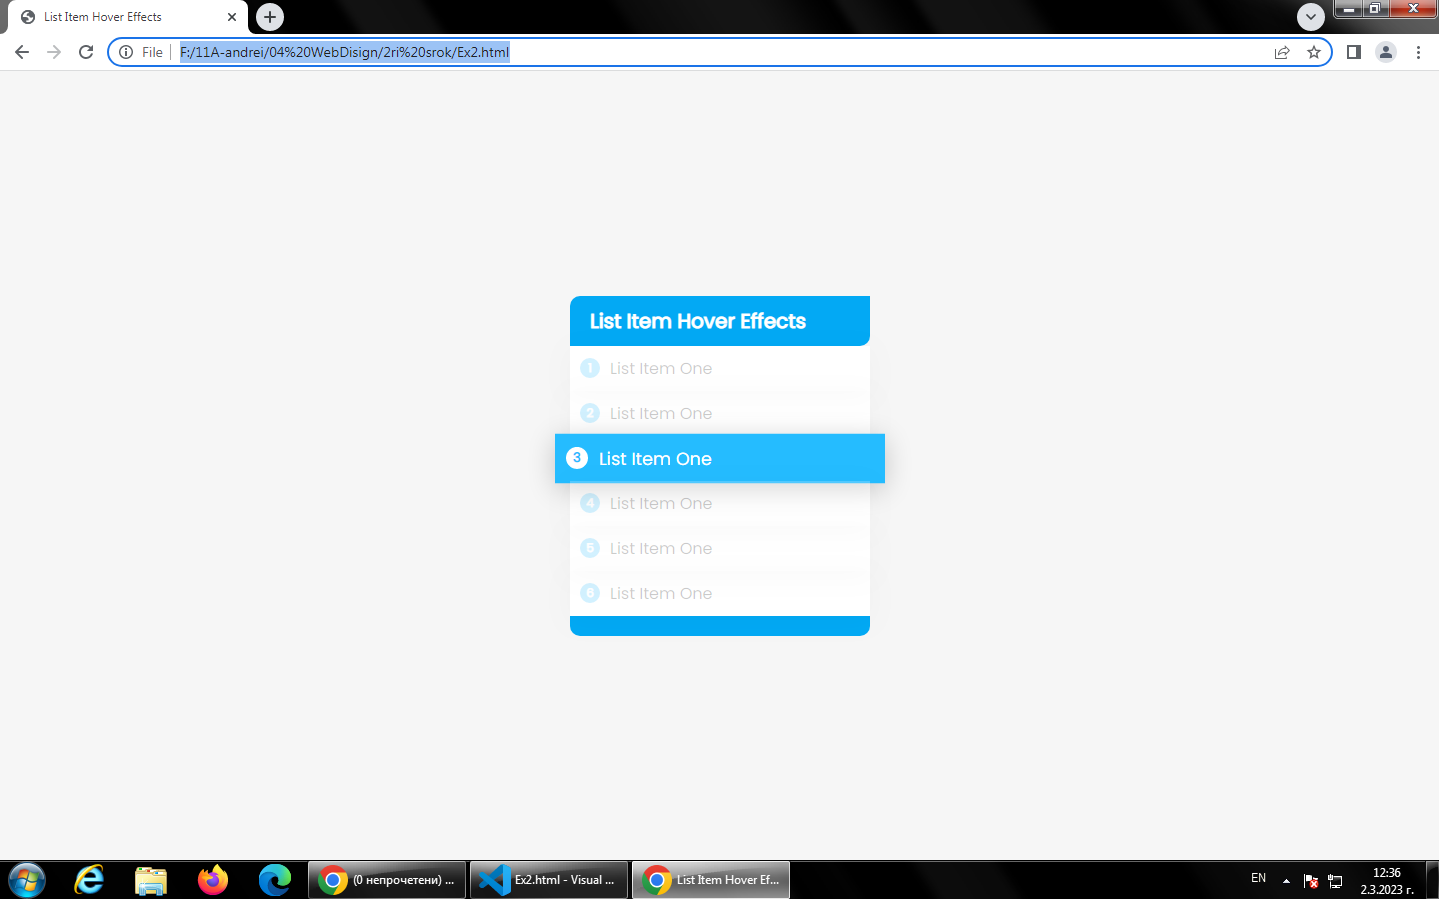 List Item Hover Effects
File
F:/11A-andrei/04%20WebDisign/2ri%20srok/Ex2.html
List Item Hover Effects
1 List Item One
2 List Item One
3 List Item One
4 List Item One
5 List Item One
6 List Item One
(0 непрочетени) ...
Ex2.html - Visual ...
List Item Hover Ef...
EN
12:36
2.3.2023 г.